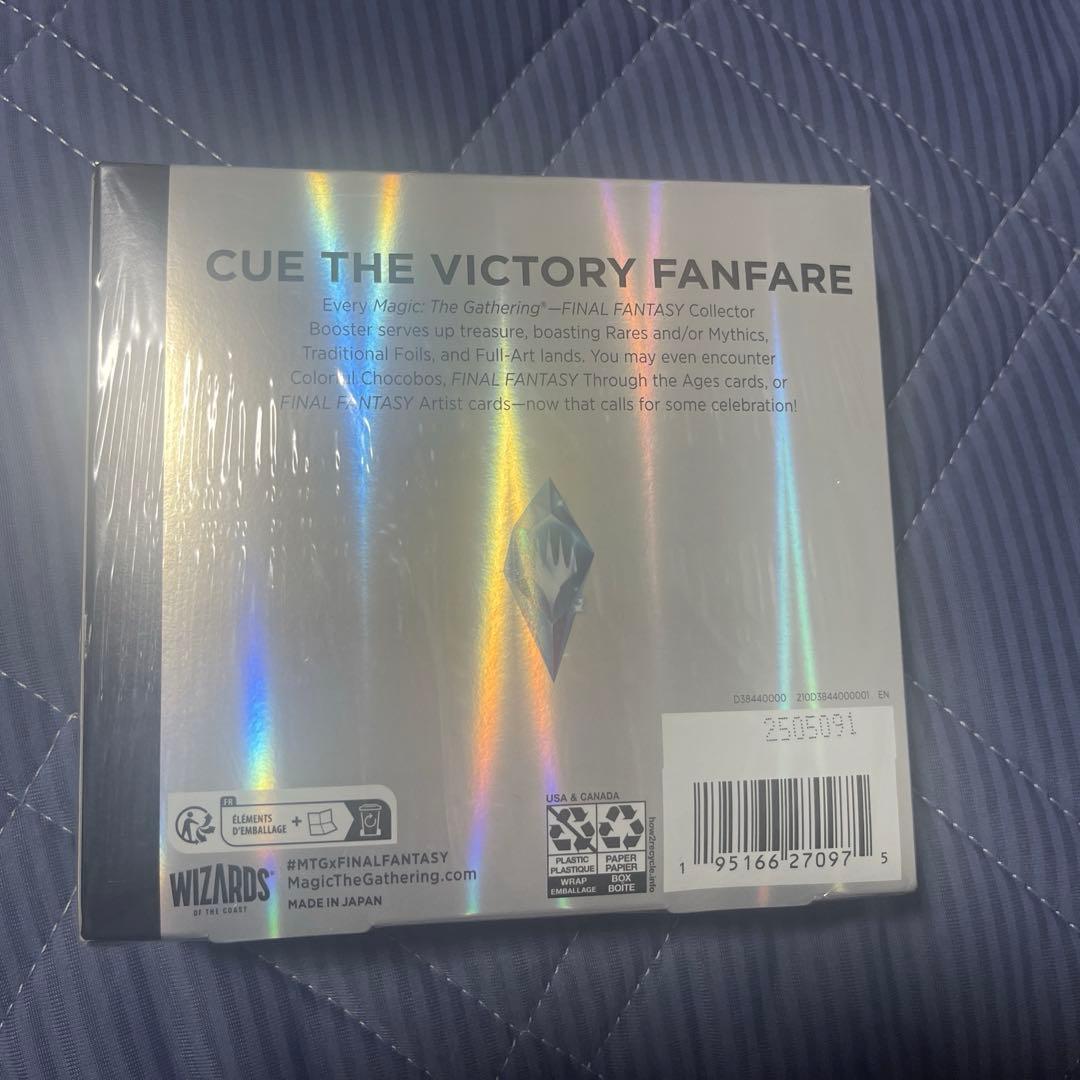 CUE THE VICTORY FANFARE
Every Magic: The Gathering®—FINAL FANTASY Collector
Booster serves up treasure, boasting Rares and/or Mythics,
Traditional Foils, and Full-Art lands. You may even encounter
Colorful Chocobos, FINAL FANTASY Through the Ages cards, or
FINAL FANTASY Artist cards—now that calls for some celebration!
D38440000 210D3844000001 EN
2505091
1 95166 27097 5
USA & CANADA
PLASTIC
PLASTIQUE
WRAP
EMBALLAGE
PAPER
PAPIER
BOX
BOÎTE
how2recycle.info
FR
ÉLÉMENTS
D'EMBALLAGE +
WIZARDS®
OF THE COAST
#MTGxFINALFANTASY
MagicTheGathering.com
MADE IN JAPAN